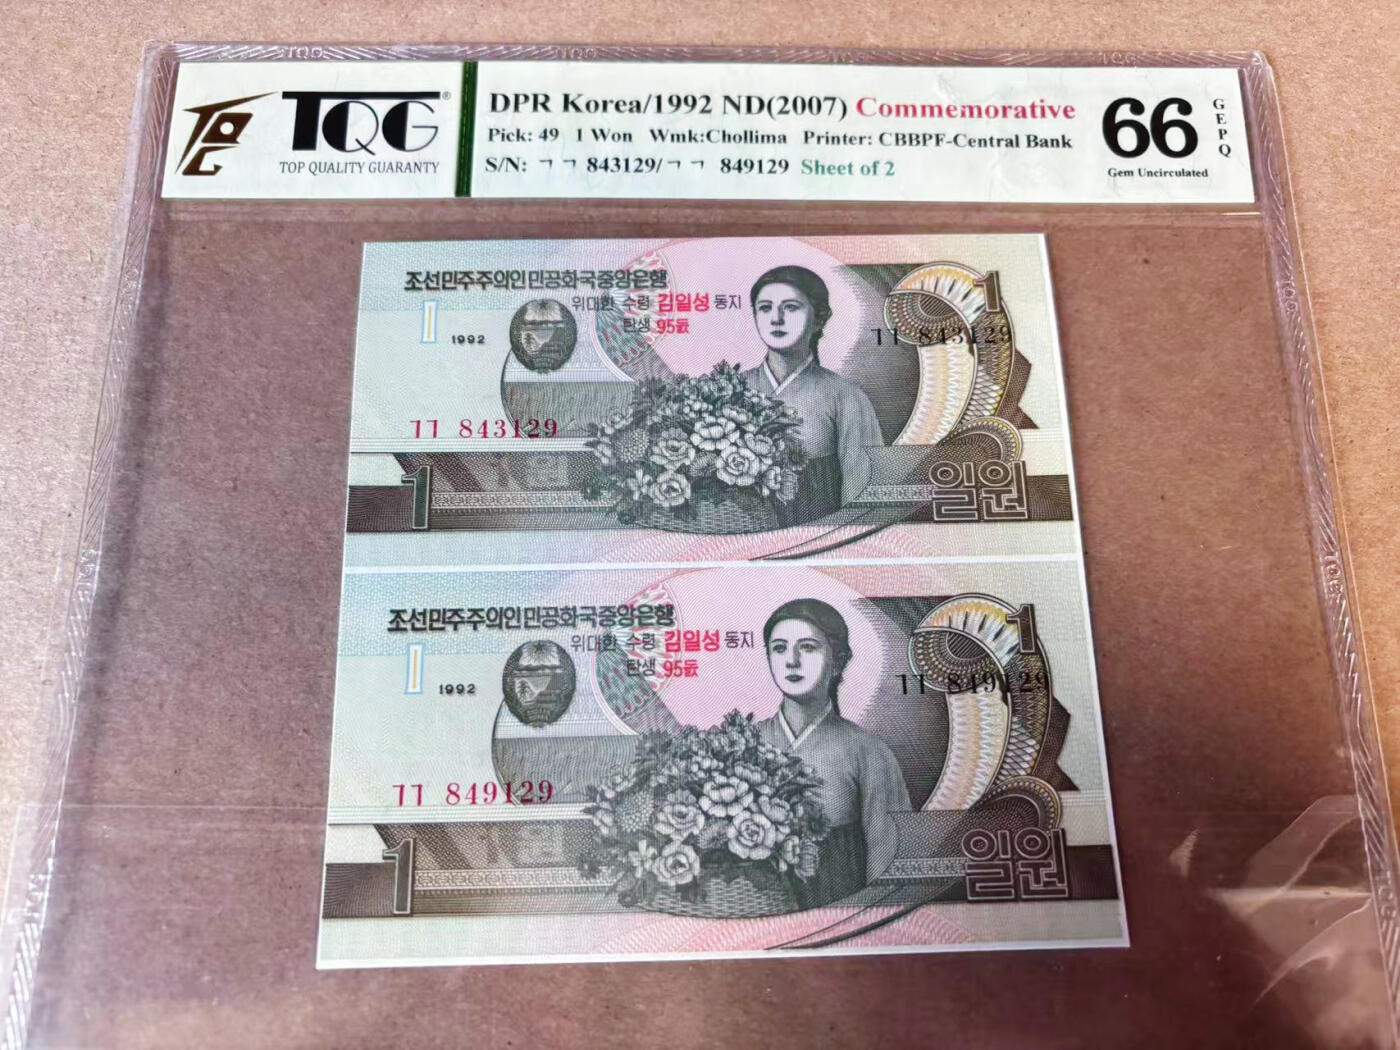 TQG®
TOP QUALITY GUARANTY
DPR Korea/1992 ND(2007) Commemorative
Pick: 49 1 Won Wmk:Chollima Printer: CBBPF-Central Bank
S/N: ㄱㄱ 843129/ㄱㄱ 849129 Sheet of 2
66
GEPQ
Gem Uncirculated
조선민주주의인민공화국중앙은행
위대한 수령 김일성 동지
탄생 95돐
1
1
1992
ㄱㄱ 843129
ㄱㄱ 843129
1
일원
조선민주주의인민공화국중앙은행
위대한 수령 김일성 동지
탄생 95돐
1
1
1992
ㄱㄱ 849129
ㄱㄱ 849129
1
일원